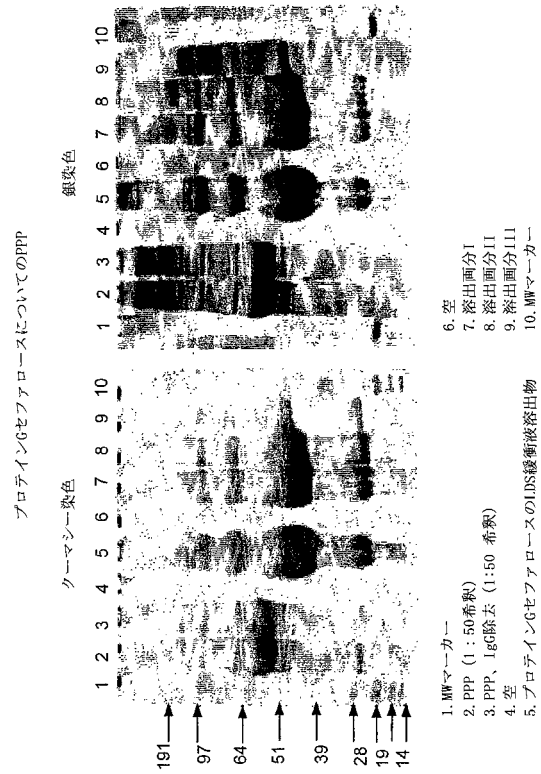 プロテインGセファロースについてのPPP
クーマシー染色
銀染色
1 2 3 4 5 6 7 8 9 10
1 2 3 4 5 6 7 8 9 10
191
97
64
51
39
28
19
14
1. MWマーカー
2. PPP (1:50希釈)
3. PPP、IgG除去 (1:50 希釈)
4. 空
5. プロテインGセファロースのLDS緩衝液溶出物
6. 空
7. 溶出画分I
8. 溶出画分II
9. 溶出画分III
10. MWマーカー